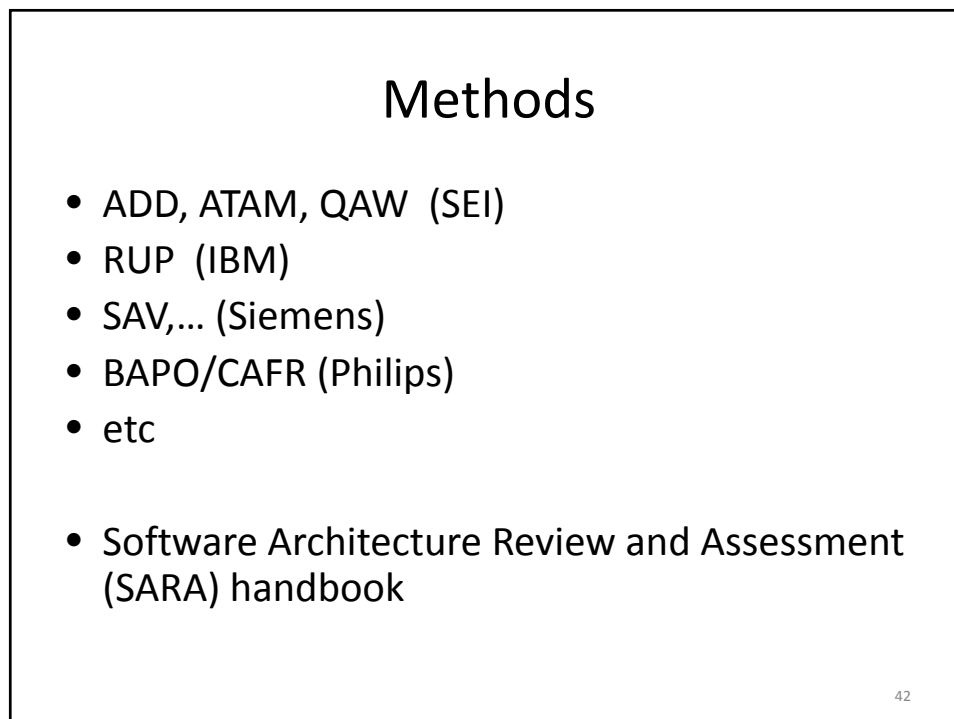 Methods
• ADD, ATAM, QAW (SEI)
• RUP (IBM)
• SAV,... (Siemens)
• BAPO/CAFR (Philips)
• etc
• Software Architecture Review and Assessment
(SARA) handbook
42